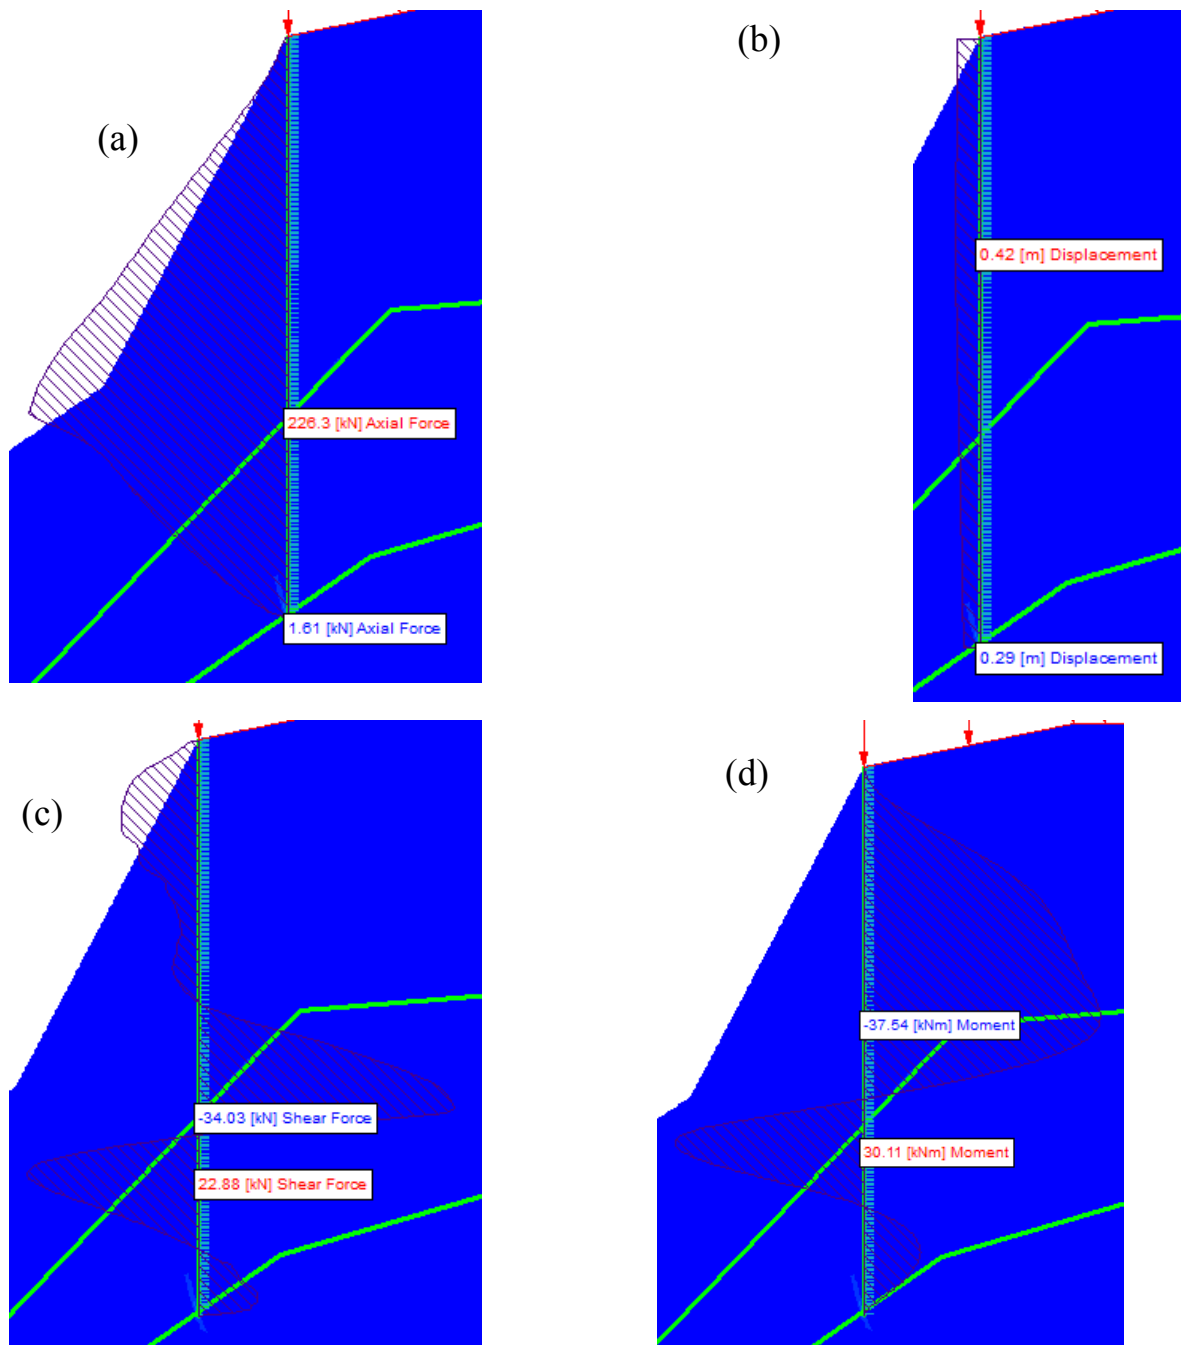 (a)
226.3 [kN] Axial Force
1.61 [kN] Axial Force
(b)
0.42 [m] Displacement
0.29 [m] Displacement
(c)
-34.03 [kN] Shear Force
22.88 [kN] Shear Force
(d)
-37.54 [kNm] Moment
30.11 [kNm] Moment